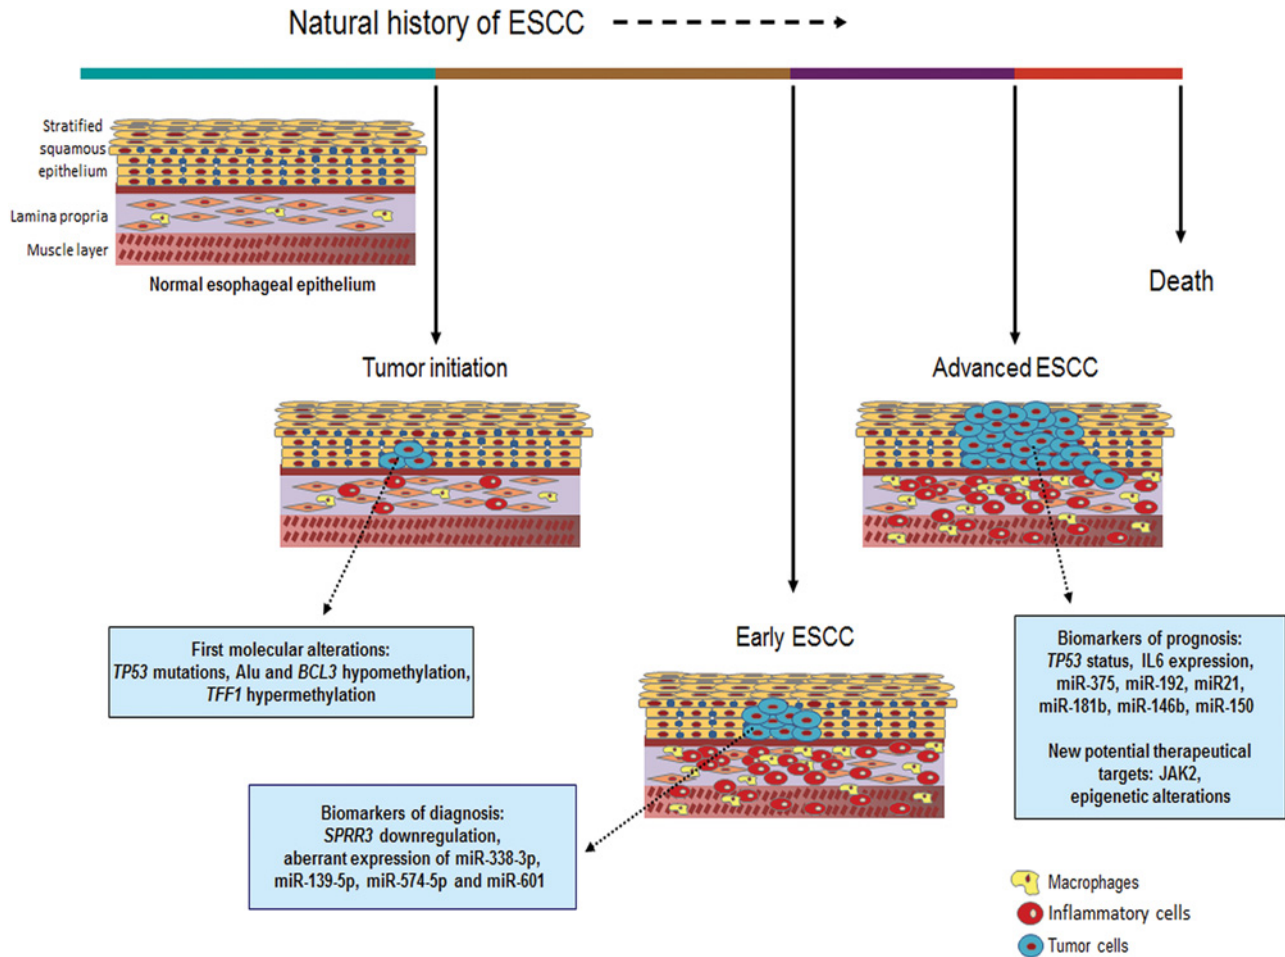 Natural history of ESCC
Stratified
squamous
epithelium
Lamina propria
Muscle layer
Normal esophageal epithelium
Death
Tumor initiation
Advanced ESCC
First molecular alterations:
TP53 mutations, Alu and BCL3 hypomethylation,
TFF1 hypermethylation
Early ESCC
Biomarkers of prognosis:
TP53 status, IL6 expression,
miR-375, miR-192, miR21,
miR-181b, miR-146b, miR-150
New potential therapeutical
targets: JAK2,
epigenetic alterations
Biomarkers of diagnosis:
SPRR3 downregulation,
aberrant expression of miR-338-3p,
miR-139-5p, miR-574-5p and miR-601
Macrophages
Inflammatory cells
Tumor cells